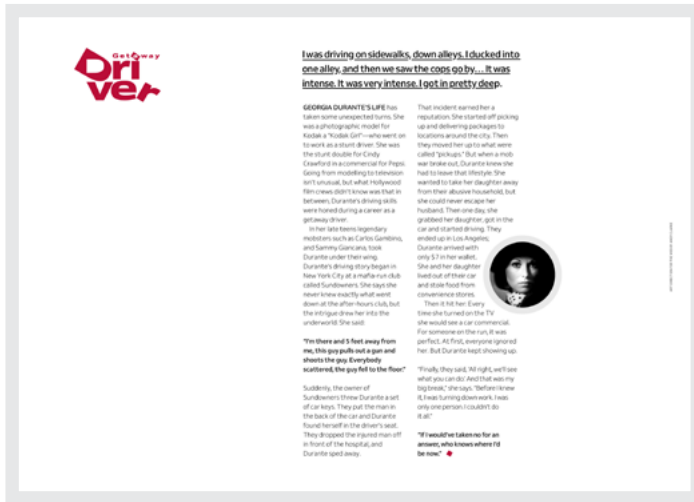 Getaway
Dri
ver
I was driving on sidewalks, down alleys. I ducked into
one alley, and then we saw the cops go by... It was
intense. It was very intense. I got in pretty deep.
GEORGIA DURANTE'S LIFE has
taken some unexpected turns. She
was a photographic model for
Kodak a "Kodak Girl"—who went on
to work as a stunt driver. She was
the stunt double for Cindy
Crawford in a commercial for Pepsi.
Going from modelling to television
isn't unusual, but what Hollywood
film crews didn't know was that in
between, Durante's driving skills
were honed during a career as a
getaway driver.
In her late teens legendary
mobsters such as Carlos Gambino,
and Sammy Giancana, took
Durante under their wing.
Durante's driving story began in
New York City at a mafia-run club
called Sundowners. She says she
never knew exactly what went
down at the after-hours club, but
the intrigue drew her into the
underworld. She said:
"I'm there and 5 feet away from
me, this guy pulls out a gun and
shoots the guy. Everybody
scattered, the guy fell to the floor."
Suddenly, the owner of
Sundowners threw Durante a set
of car keys. They put the man in
the back of the car and Durante
found herself in the driver's seat.
They dropped the injured man off
in front of the hospital, and
Durante sped away.
That incident earned her a
reputation. She started off picking
up and delivering packages to
locations around the city. Then
they moved her up to what were
called "pickups." But when a mob
war broke out, Durante knew she
had to leave that lifestyle. She
wanted to take her daughter away
from their abusive household, but
she could never escape her
husband. Then one day, she
grabbed her daughter, got in the
car and started driving. They
ended up in Los Angeles;
Durante arrived with
only $7 in her wallet.
She and her daughter
lived out of their car
and stole food from
convenience stores.
Then it hit her: Every
time she turned on the TV
she would see a car commercial.
For someone on the run, it was
perfect. At first, everyone ignored
her. But Durante kept showing up.
"Finally, they said, 'All right, we'll see
what you can do.' And that was my
big break," she says. "Before I knew
it, I was turning down work. I was
only one person. I couldn't do
it all."
"If I would've taken no for an
answer, who knows where I'd
be now."